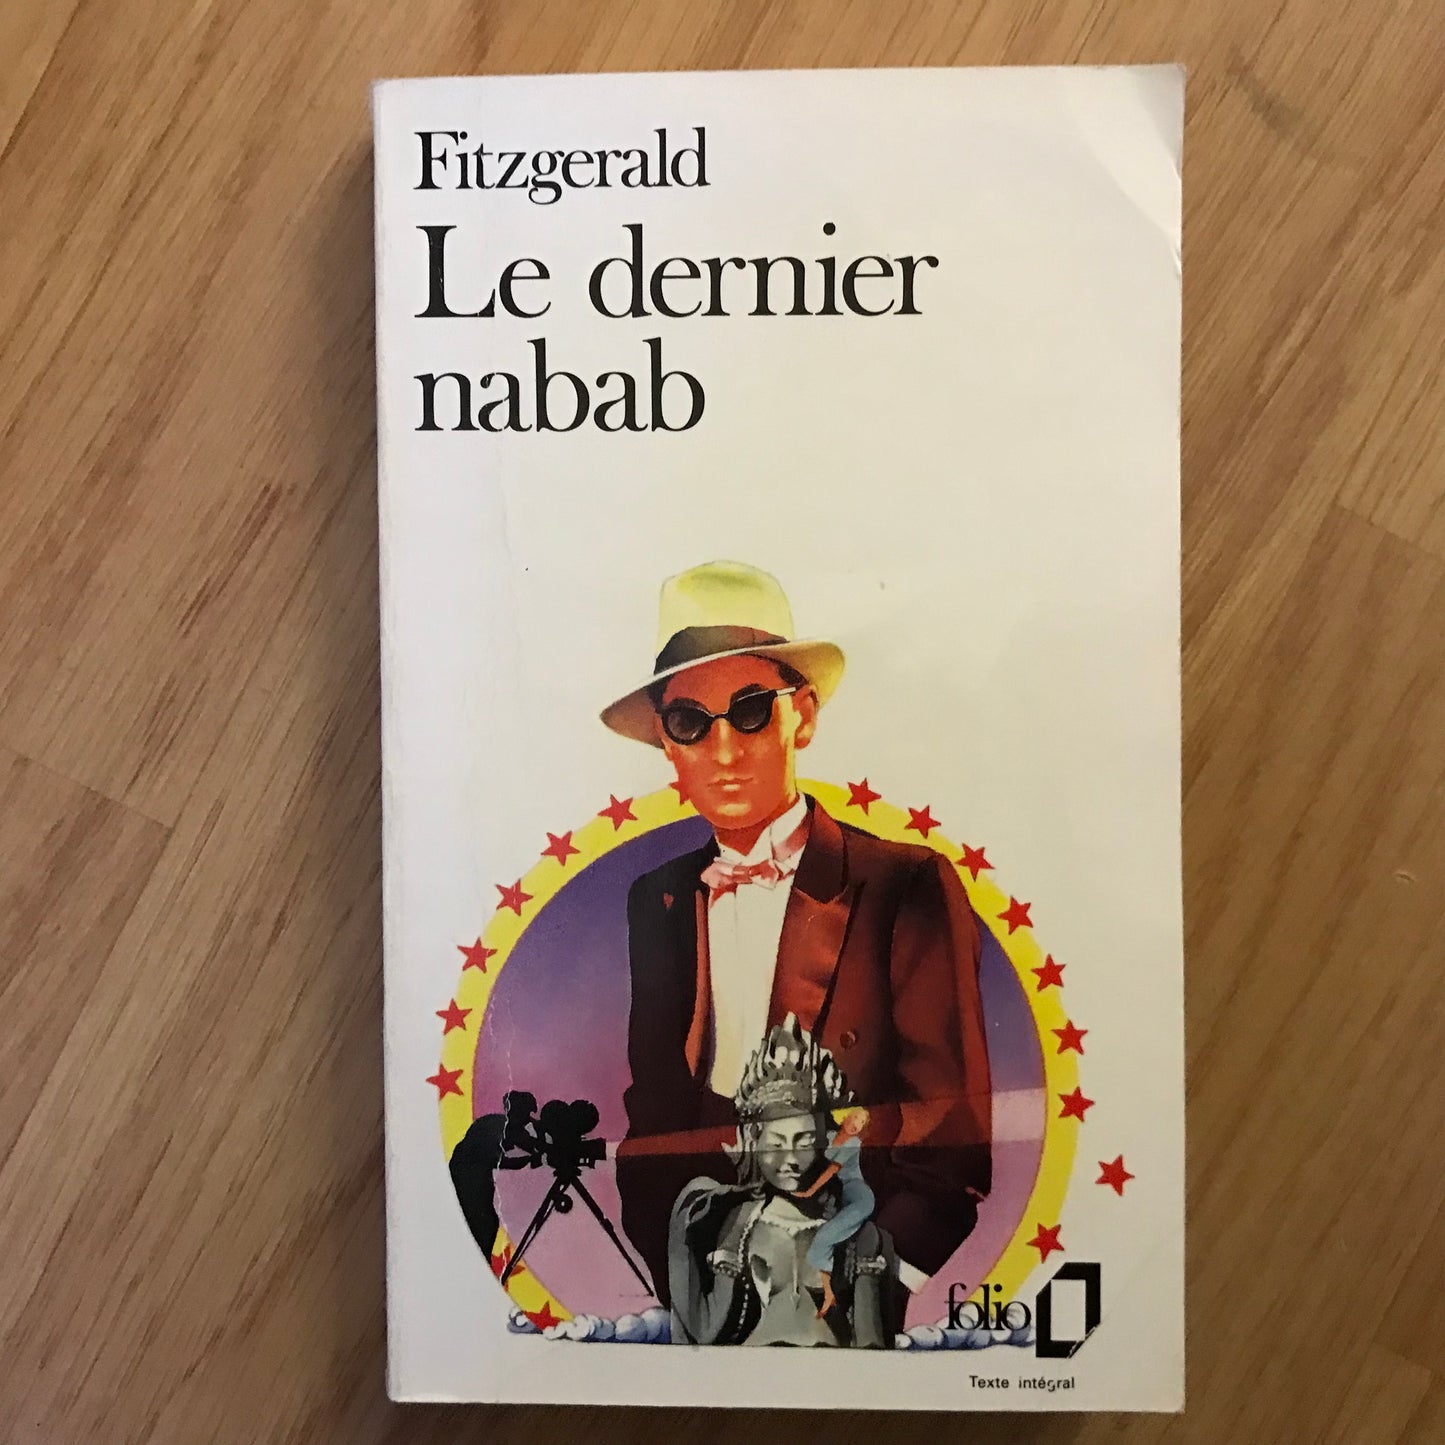 Fitzgerald
Le dernier
nabab
folio
Texte intégral